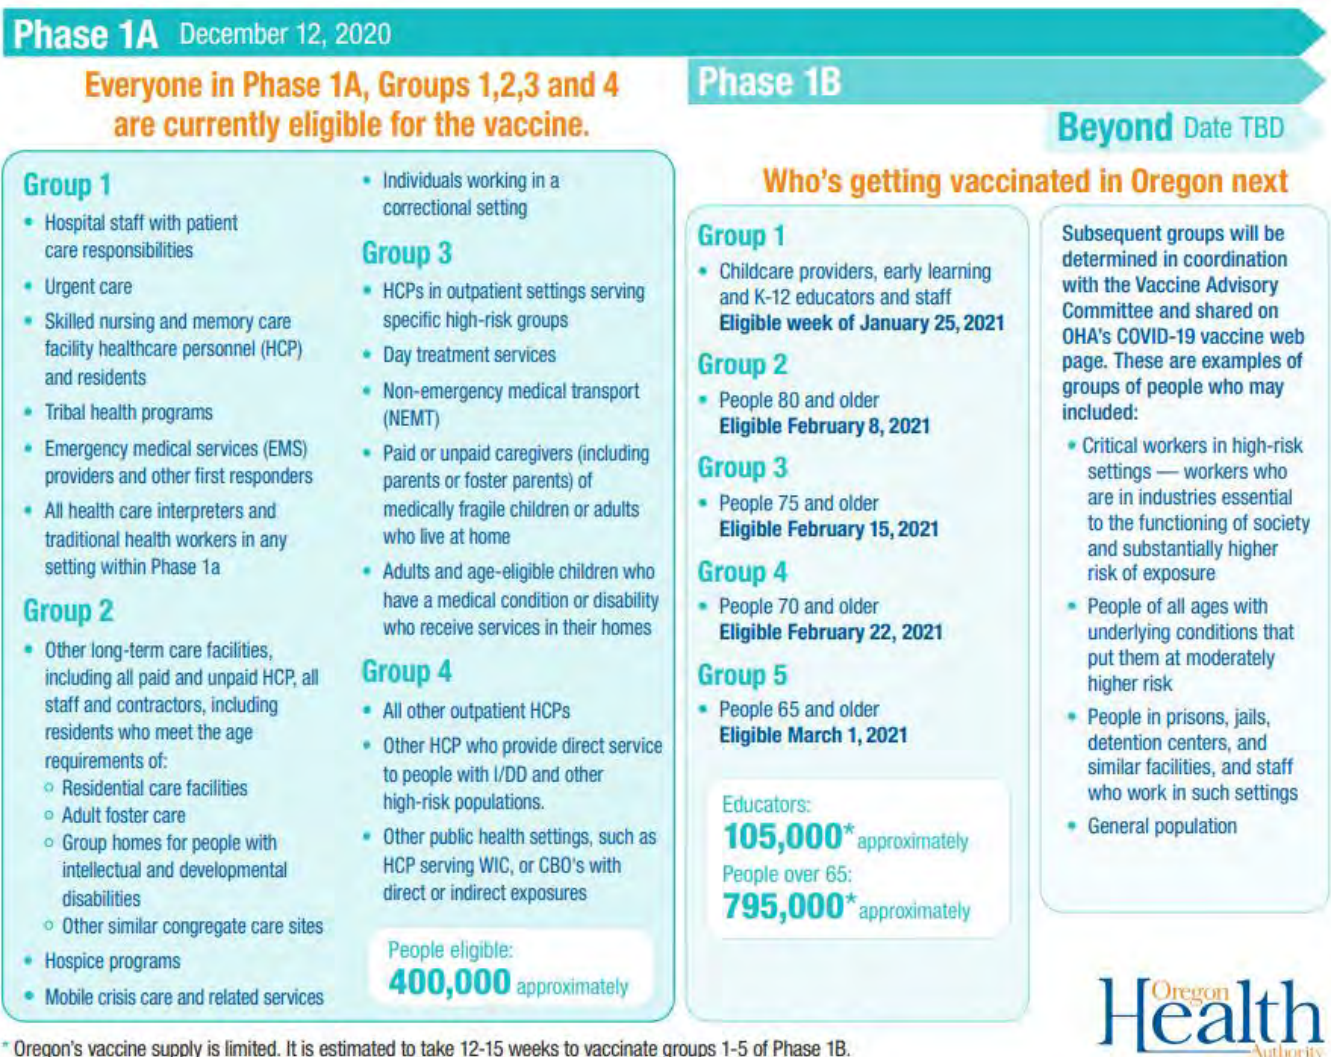 Phase 1A December 12, 2020
Everyone in Phase 1A, Groups 1,2,3 and 4
are currently eligible for the vaccine.
Group 1
• Hospital staff with patient
care responsibilities
• Urgent care
• Skilled nursing and memory care
facility healthcare personnel (HCP)
and residents
• Tribal health programs
• Emergency medical services (EMS)
providers and other first responders
• All health care interpreters and
traditional health workers in any
setting within Phase 1a
Group 2
• Other long-term care facilities,
including all paid and unpaid HCP, all
staff and contractors, including
residents who meet the age
requirements of:
○ Residential care facilities
○ Adult foster care
○ Group homes for people with
intellectual and developmental
disabilities
○ Other similar congregate care sites
• Hospice programs
• Mobile crisis care and related services
• Individuals working in a
correctional setting
Group 3
• HCPs in outpatient settings serving
specific high-risk groups
• Day treatment services
• Non-emergency medical transport
(NEMT)
• Paid or unpaid caregivers (including
parents or foster parents) of
medically fragile children or adults
who live at home
• Adults and age-eligible children who
have a medical condition or disability
who receive services in their homes
Group 4
• All other outpatient HCPs
• Other HCP who provide direct service
to people with I/DD and other
high-risk populations.
• Other public health settings, such as
HCP serving WIC, or CBO's with
direct or indirect exposures
People eligible:
400,000 approximately
Phase 1B
Beyond Date TBD
Who's getting vaccinated in Oregon next
Group 1
• Childcare providers, early learning
and K-12 educators and staff
Eligible week of January 25, 2021
Group 2
• People 80 and older
Eligible February 8, 2021
Group 3
• People 75 and older
Eligible February 15, 2021
Group 4
• People 70 and older
Eligible February 22, 2021
Group 5
• People 65 and older
Eligible March 1, 2021
Educators:
105,000* approximately
People over 65:
795,000* approximately
Subsequent groups will be
determined in coordination
with the Vaccine Advisory
Committee and shared on
OHA's COVID-19 vaccine web
page. These are examples of
groups of people who may
included:
• Critical workers in high-risk
settings — workers who
are in industries essential
to the functioning of society
and substantially higher
risk of exposure
• People of all ages with
underlying conditions that
put them at moderately
higher risk
• People in prisons, jails,
detention centers, and
similar facilities, and staff
who work in such settings
• General population
* Oregon's vaccine supply is limited. It is estimated to take 12-15 weeks to vaccinate groups 1-5 of Phase 1B.
Oregon
Health
Authority